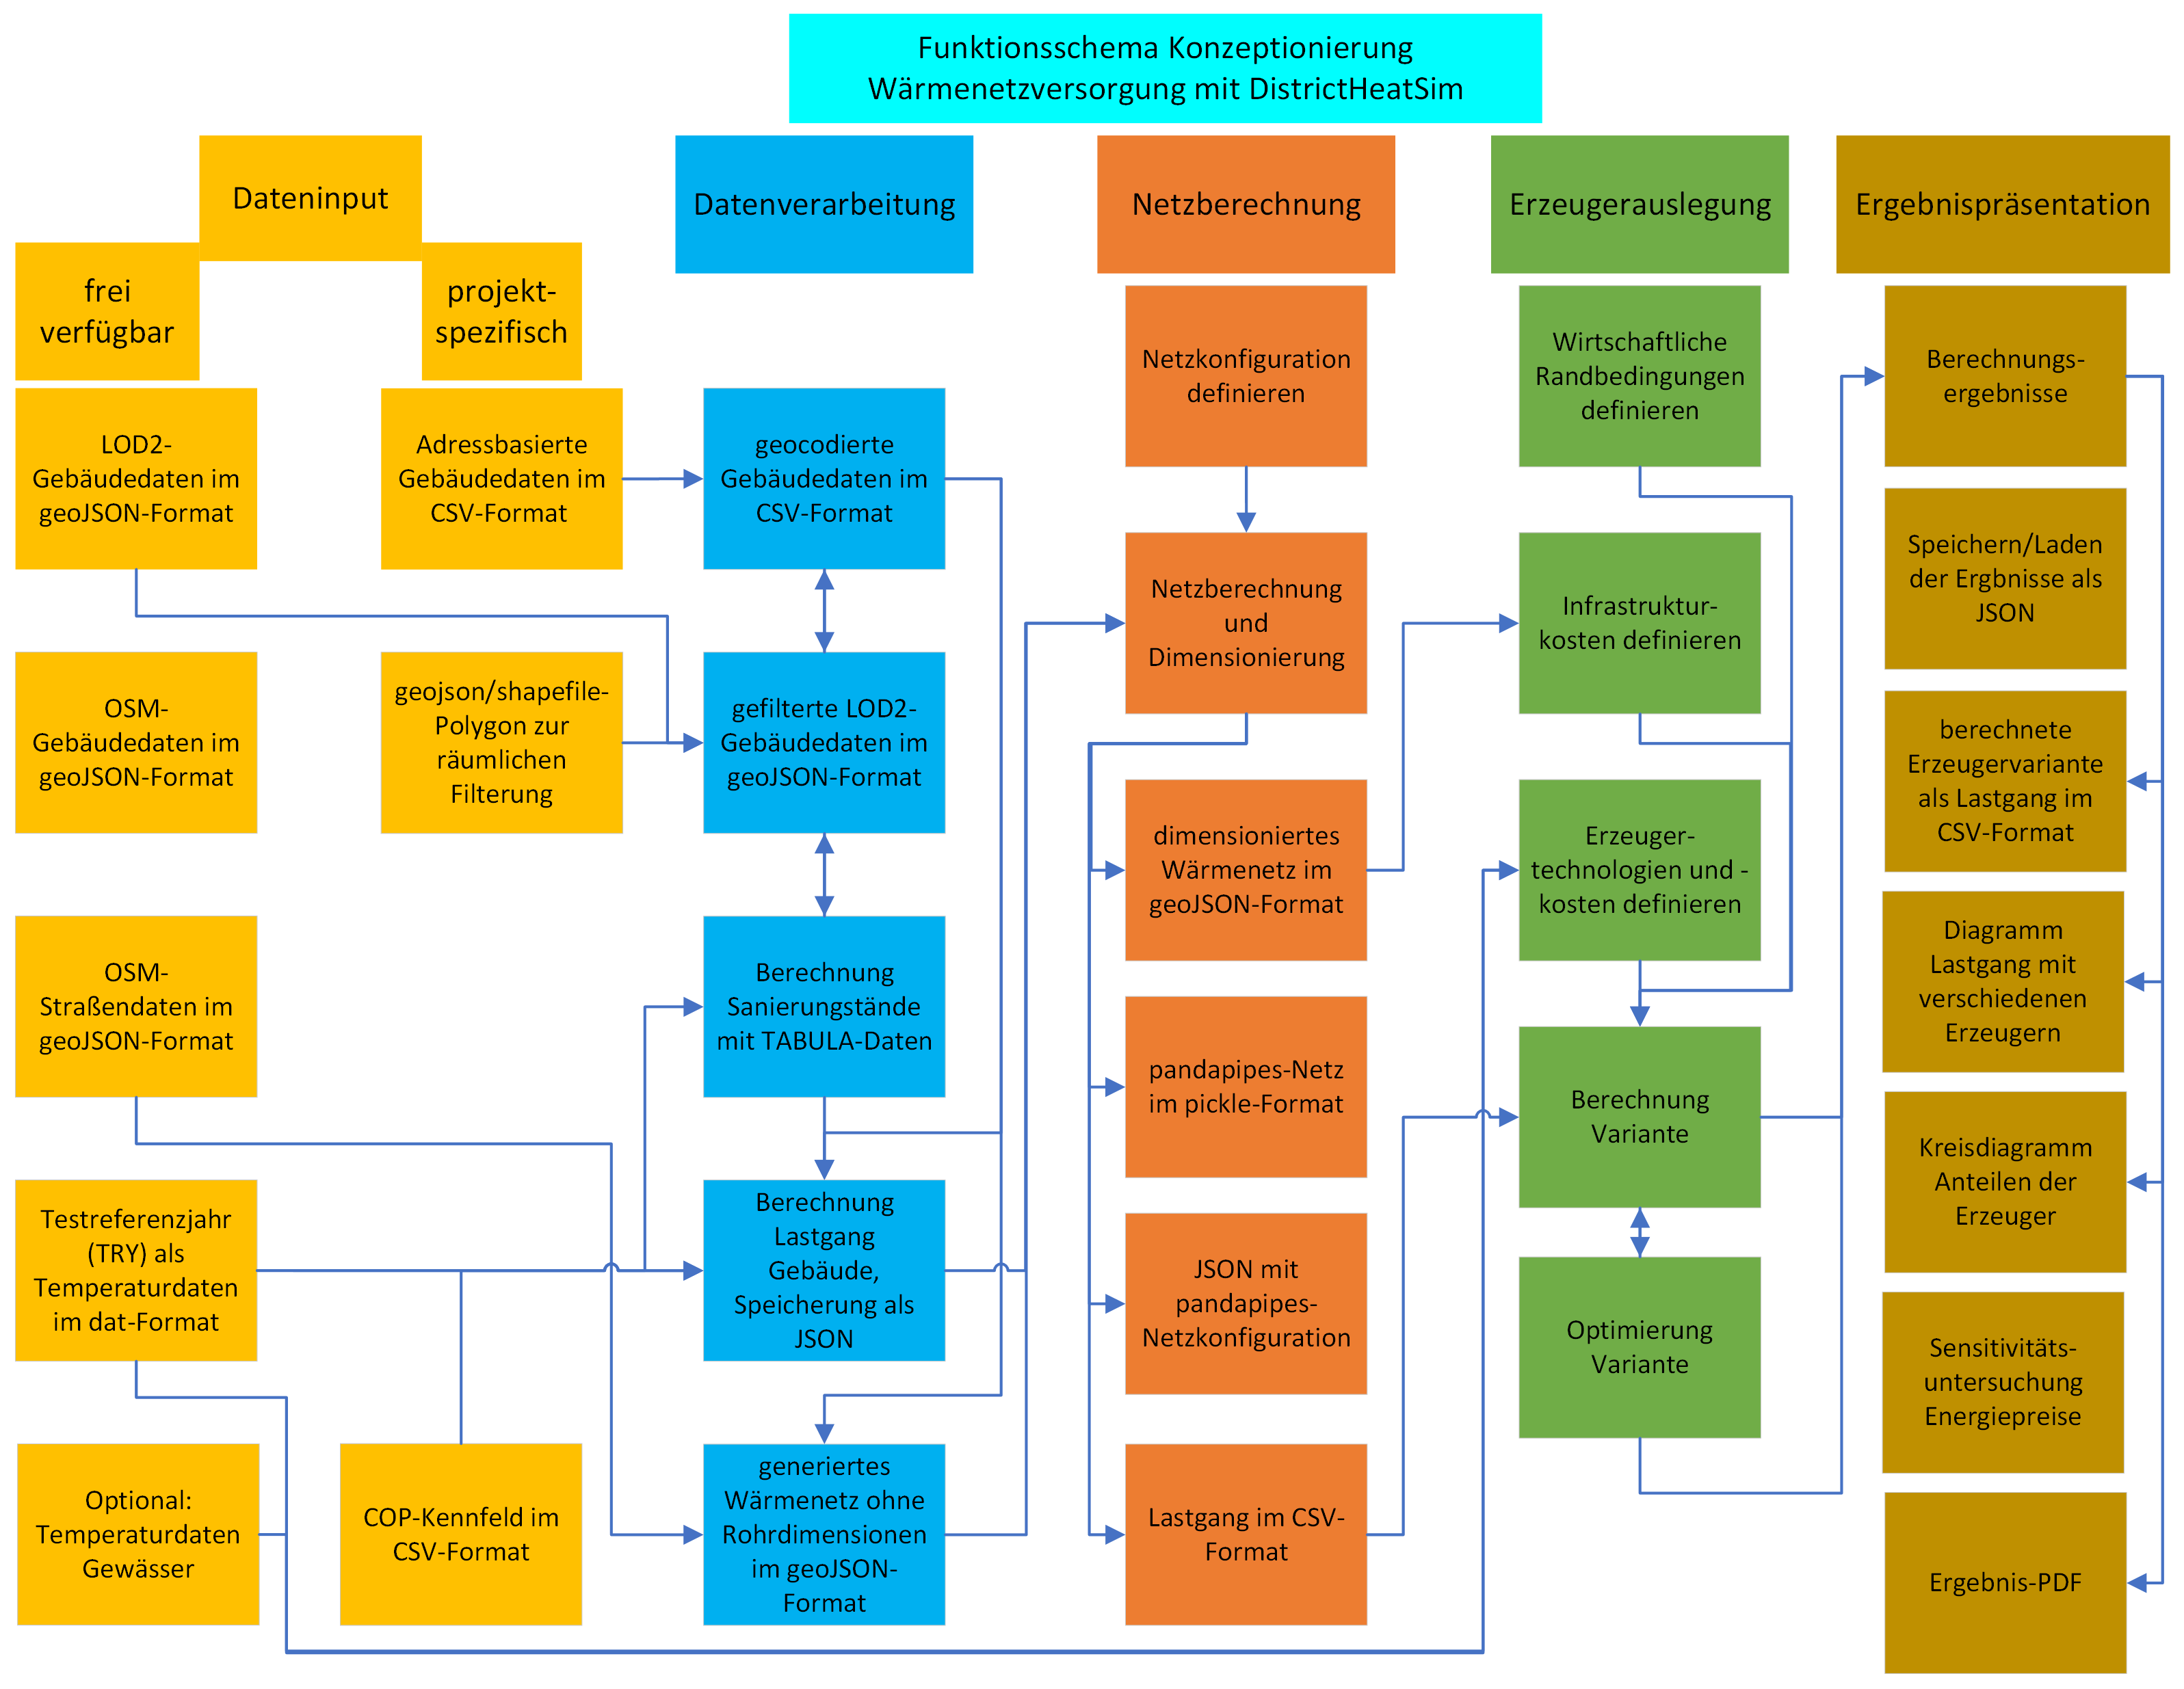 Funktionsschema Konzeptionierung
Wärmenetzversorgung mit DistrictHeatSim
Dateninput
frei
verfügbar
projekt-
spezifisch
LOD2-
Gebäudedaten im
geoJSON-Format
OSM-
Gebäudedaten im
geoJSON-Format
OSM-
Straßendaten im
geoJSON-Format
Testreferenzjahr
(TRY) als
Temperaturdaten
im dat-Format
Optional:
Temperaturdaten
Gewässer
Adressbasierte
Gebäudedaten im
CSV-Format
geojson/shapefile-
Polygon zur
räumlichen
Filterung
COP-Kennfeld im
CSV-Format
Datenverarbeitung
geocodierte
Gebäudedaten im
CSV-Format
gefilterte LOD2-
Gebäudedaten im
geoJSON-Format
Berechnung
Sanierungstände
mit TABULA-Daten
Berechnung
Lastgang
Gebäude,
Speicherung als
JSON
generiertes
Wärmenetz ohne
Rohrdimensionen
im geoJSON-
Format
Netzberechnung
Netzkonfiguration
definieren
Netzberechnung
und
Dimensionierung
dimensioniertes
Wärmenetz im
geoJSON-Format
pandapipes-Netz
im pickle-Format
JSON mit
pandapipes-
Netzkonfiguration
Lastgang im CSV-
Format
Erzeugerauslegung
Wirtschaftliche
Randbedingungen
definieren
Infrastruktur-
kosten definieren
Erzeuger-
technologien und -
kosten definieren
Berechnung
Variante
Optimierung
Variante
Ergebnispräsentation
Berechnungs-
ergebnisse
Speichern/Laden
der Ergbnisse als
JSON
berechnete
Erzeugervariante
als Lastgang im
CSV-Format
Diagramm
Lastgang mit
verschiedenen
Erzeugern
Kreisdiagramm
Anteilen der
Erzeuger
Sensitivitäts-
untersuchung
Energiepreise
Ergebnis-PDF